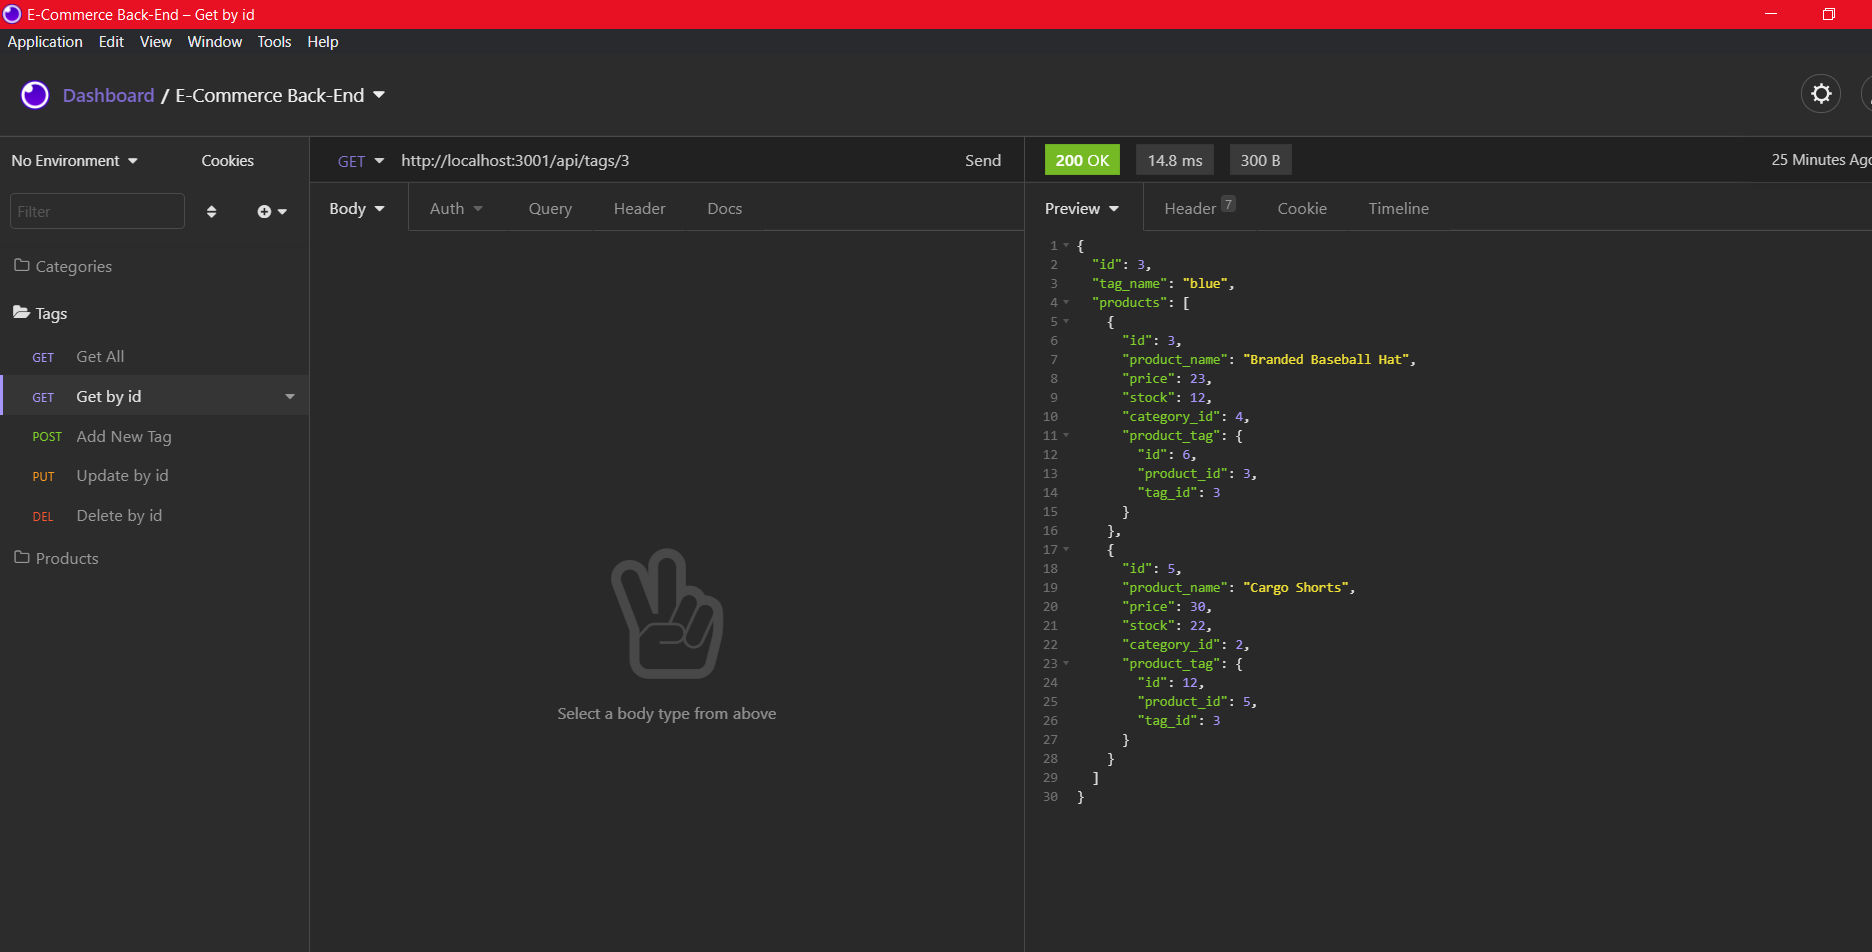 E-Commerce Back-End – Get by id
Application Edit View Window Tools Help
Dashboard / E-Commerce Back-End
No Environment Cookies
GET http://localhost:3001/api/tags/3 Send
200 OK 14.8 ms 300 B
25 Minutes Ago
Filter
Body Auth Query Header Docs
Preview Header 7 Cookie Timeline
Categories
Tags
GET Get All
GET Get by id
POST Add New Tag
PUT Update by id
DEL Delete by id
Products
Select a body type from above
1 {
2 "id": 3,
3 "tag_name": "blue",
4 "products": [
5 {
6 "id": 3,
7 "product_name": "Branded Baseball Hat",
8 "price": 23,
9 "stock": 12,
10 "category_id": 4,
11 "product_tag": {
12 "id": 6,
13 "product_id": 3,
14 "tag_id": 3
15 }
16 },
17 {
18 "id": 5,
19 "product_name": "Cargo Shorts",
20 "price": 30,
21 "stock": 22,
22 "category_id": 2,
23 "product_tag": {
24 "id": 12,
25 "product_id": 5,
26 "tag_id": 3
27 }
28 }
29 ]
30 }